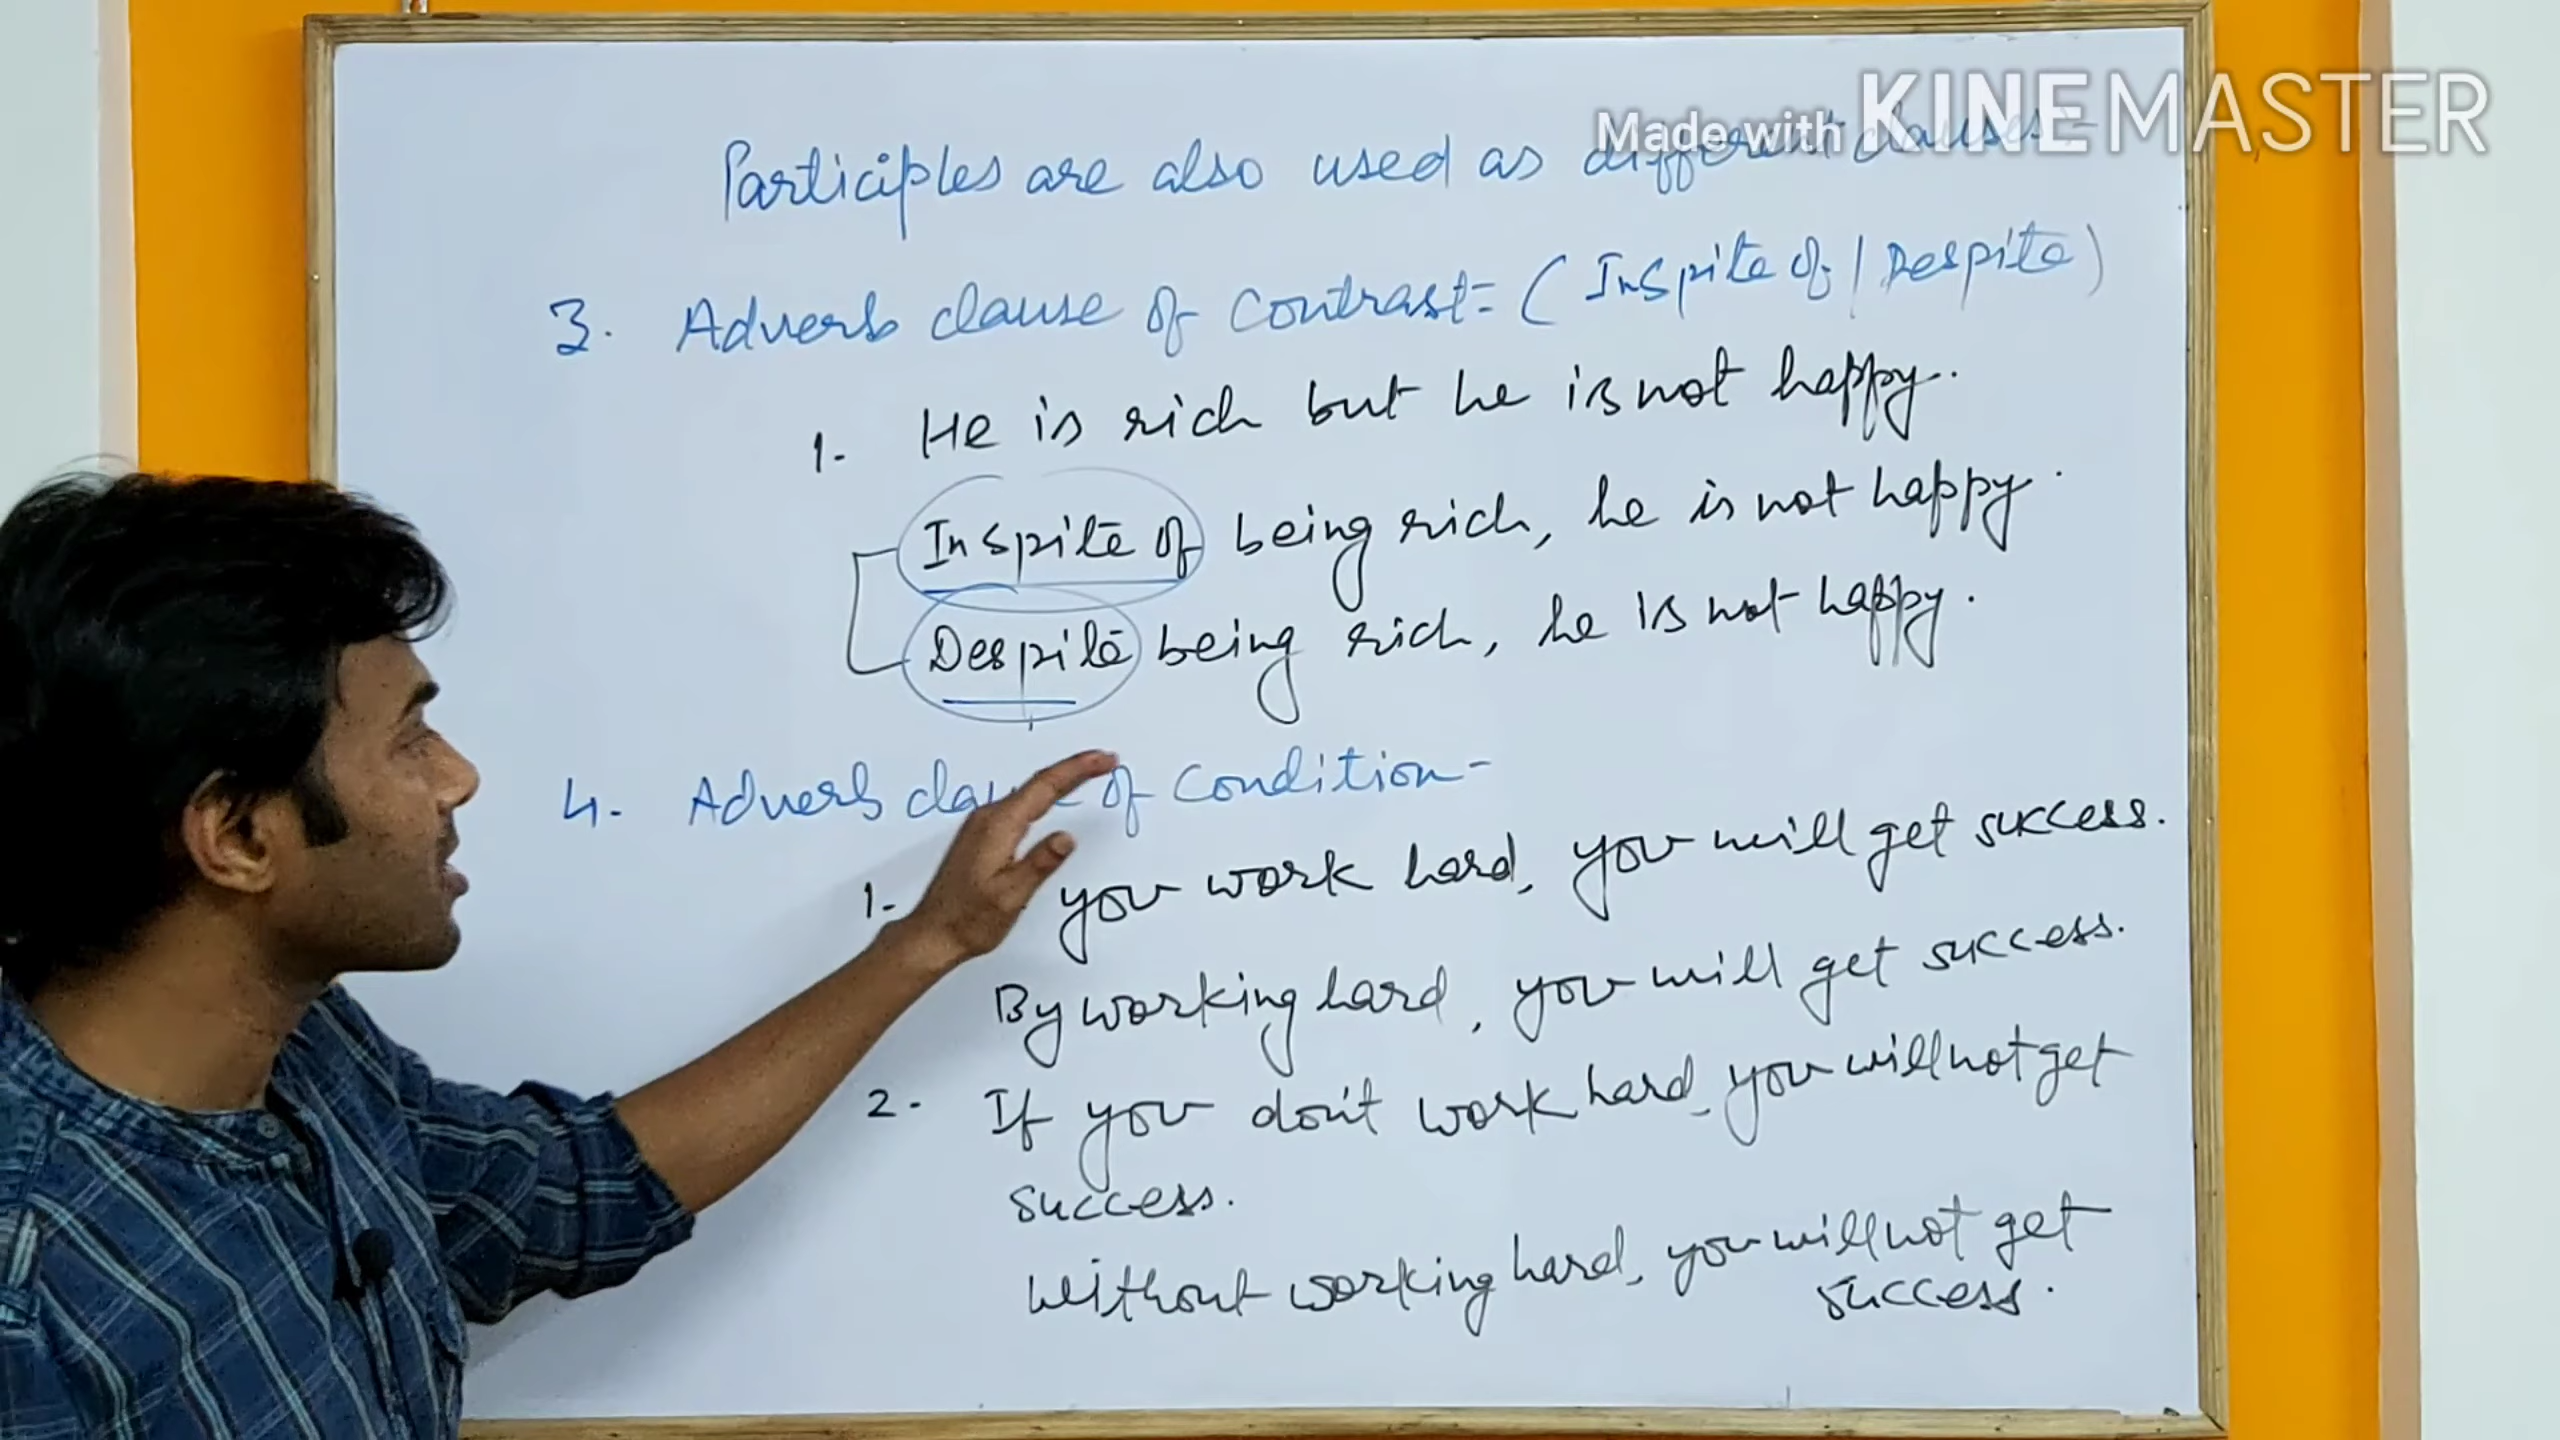 Made with KINEMASTER
Participles are also used as different clauses-
3. Adverb clause of contrast= (Inspite of / Despite)
1. He is rich but he is not happy.
Inspite of being rich, he is not happy.
Despite being rich, he is not happy.
4. Adverb clause of condition-
1. you work hard, you will get success.
By working hard, you will get success.
2. If you don't work hard, you will not get
success.
Without working hard, you will not get
success.